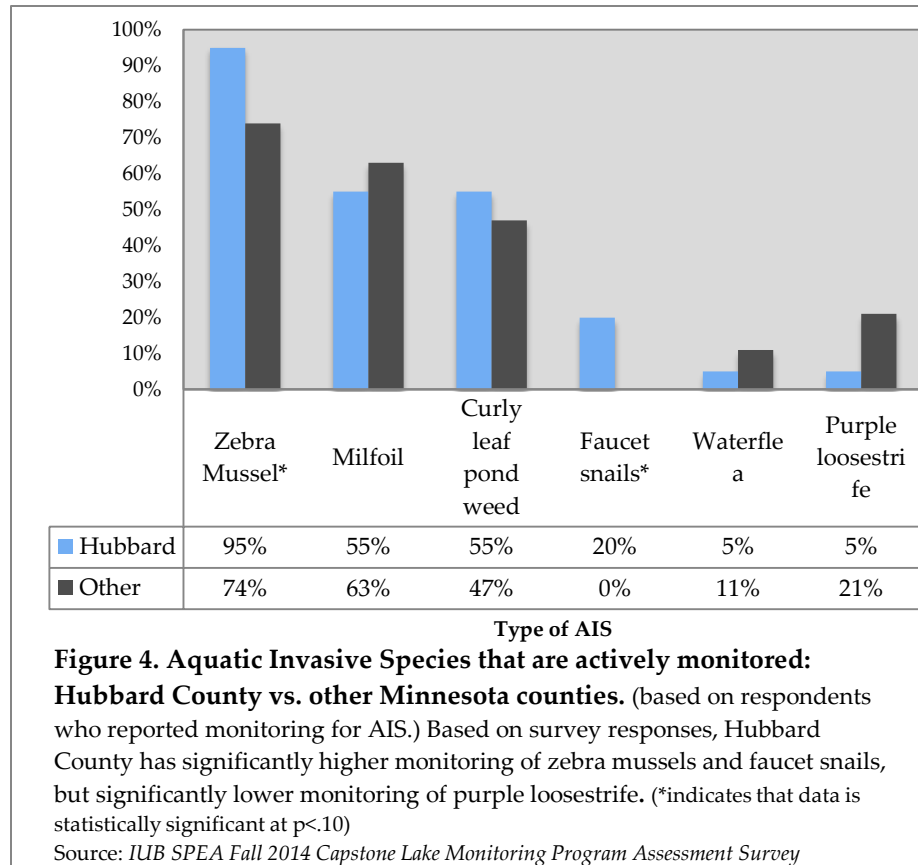 100%
90%
80%
70%
60%
50%
40%
30%
20%
10%
0%
Zebra
Mussel*
Milfoil
Curly
leaf
pond
weed
Faucet
snails*
Waterfle
a
Purple
loosestri
fe
Hubbard 95% 55% 55% 20% 5% 5%
Other 74% 63% 47% 0% 11% 21%
Type of AIS
Figure 4. Aquatic Invasive Species that are actively monitored:
Hubbard County vs. other Minnesota counties. (based on respondents
who reported monitoring for AIS.) Based on survey responses, Hubbard
County has significantly higher monitoring of zebra mussels and faucet snails,
but significantly lower monitoring of purple loosestrife. (*indicates that data is
statistically significant at p<.10)
Source: IUB SPEA Fall 2014 Capstone Lake Monitoring Program Assessment Survey